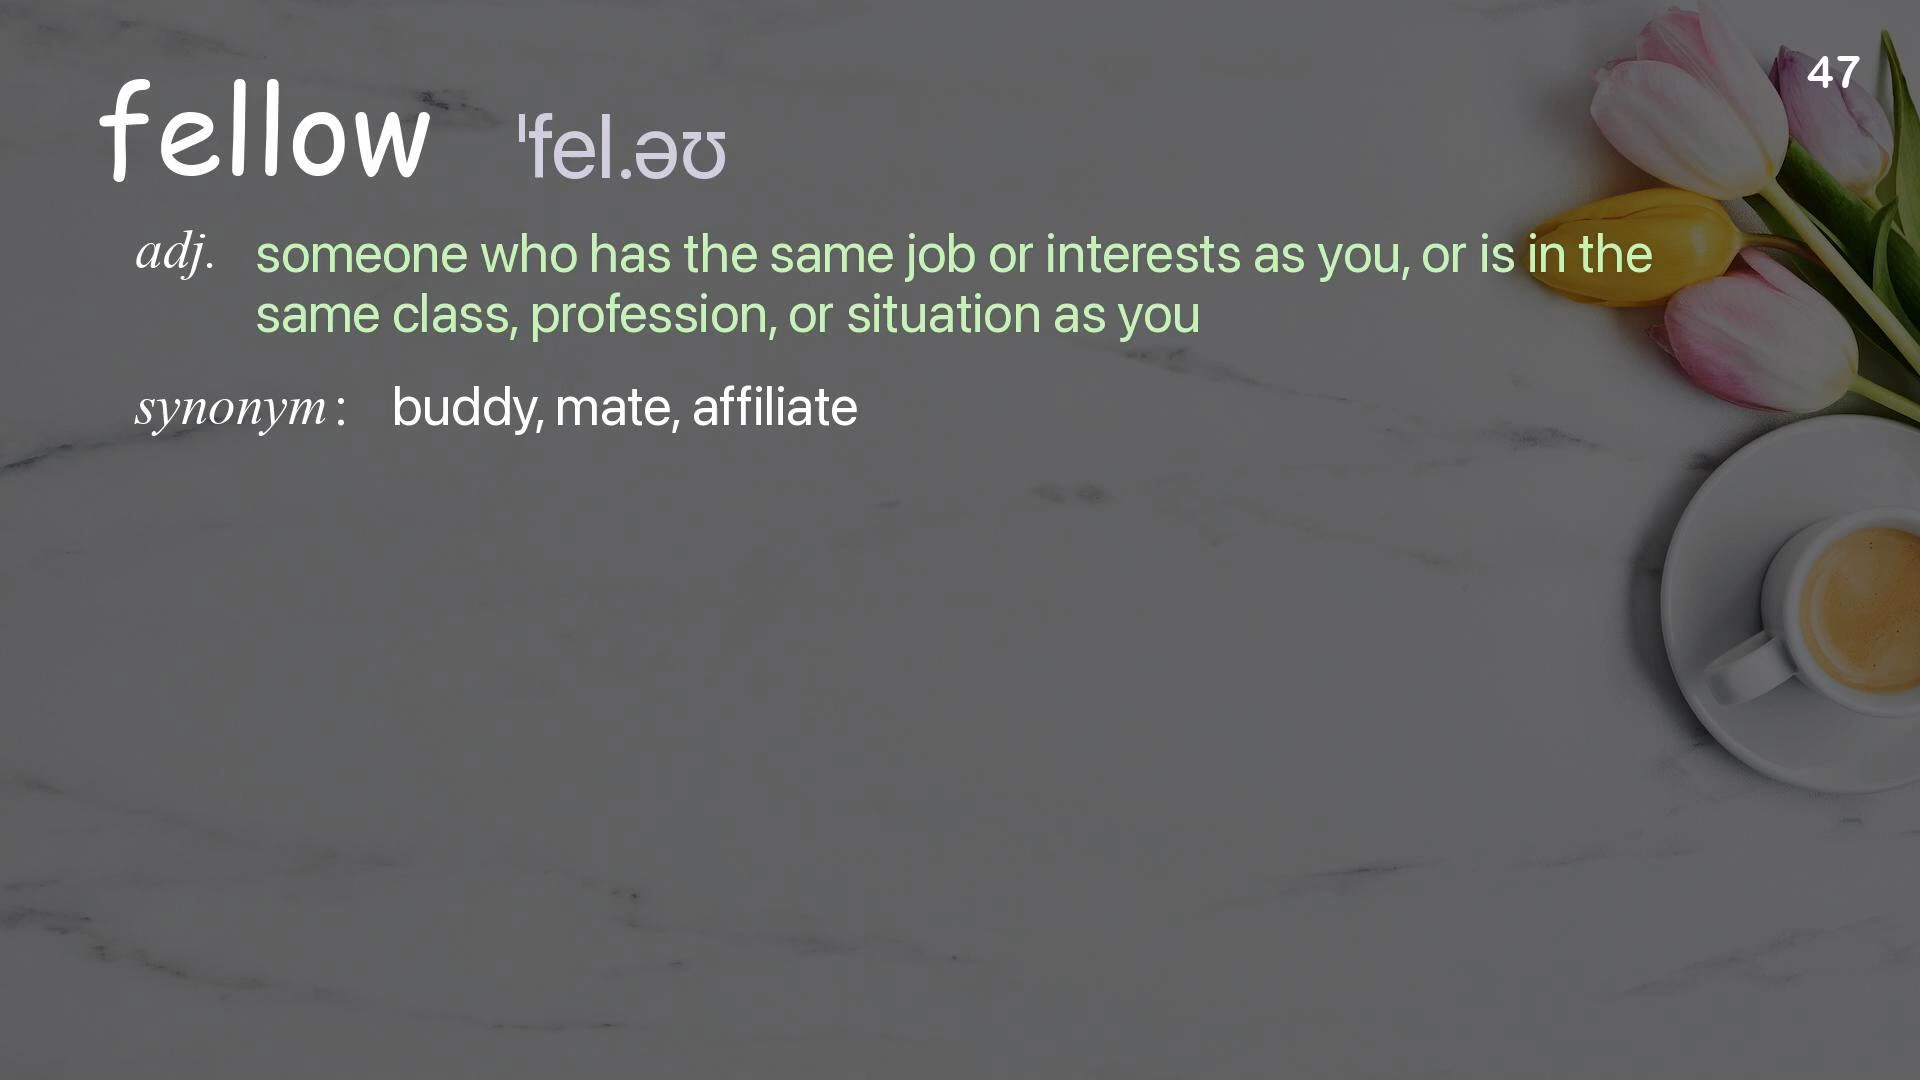 47
fellow ˈfel.əʊ
adj. someone who has the same job or interests as you, or is in the
same class, profession, or situation as you
synonym: buddy, mate, affiliate